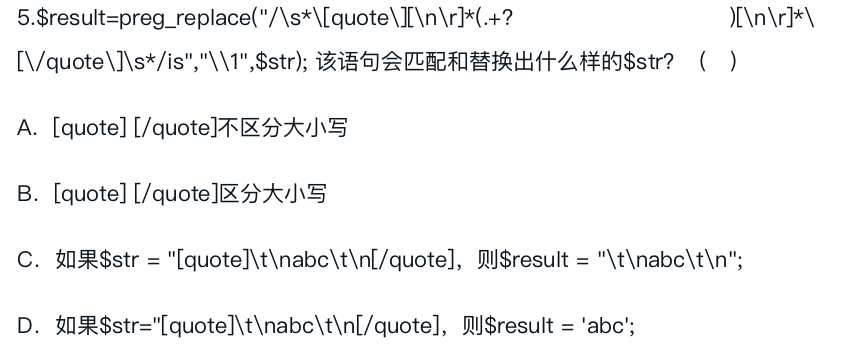 5.$result=preg_replace("/\s*\[quote\][\n\r]*(.+? )[\n\r]*\
[\/quote\]\s*/is","\\1",$str); 该语句会匹配和替换出什么样的$str? ( )
A. [quote] [/quote]不区分大小写
B. [quote] [/quote]区分大小写
C. 如果$str = "[quote]\t\nabc\t\n[/quote]，则$result = "\t\nabc\t\n";
D. 如果$str="[quote]\t\nabc\t\n[/quote]，则$result = 'abc';